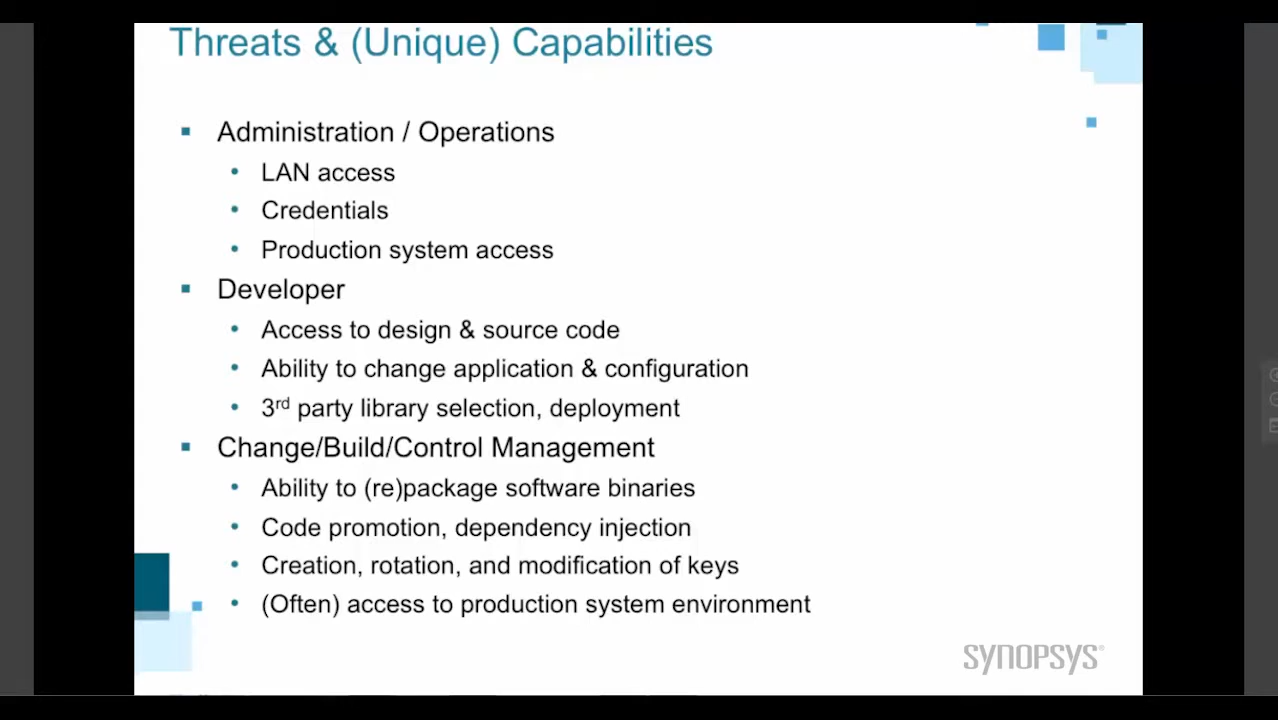 Threats & (Unique) Capabilities
Administration / Operations
LAN access
Credentials
Production system access
Developer
Access to design & source code
Ability to change application & configuration
3rd party library selection, deployment
Change/Build/Control Management
Ability to (re)package software binaries
Code promotion, dependency injection
Creation, rotation, and modification of keys
(Often) access to production system environment
SYNOPSYS®